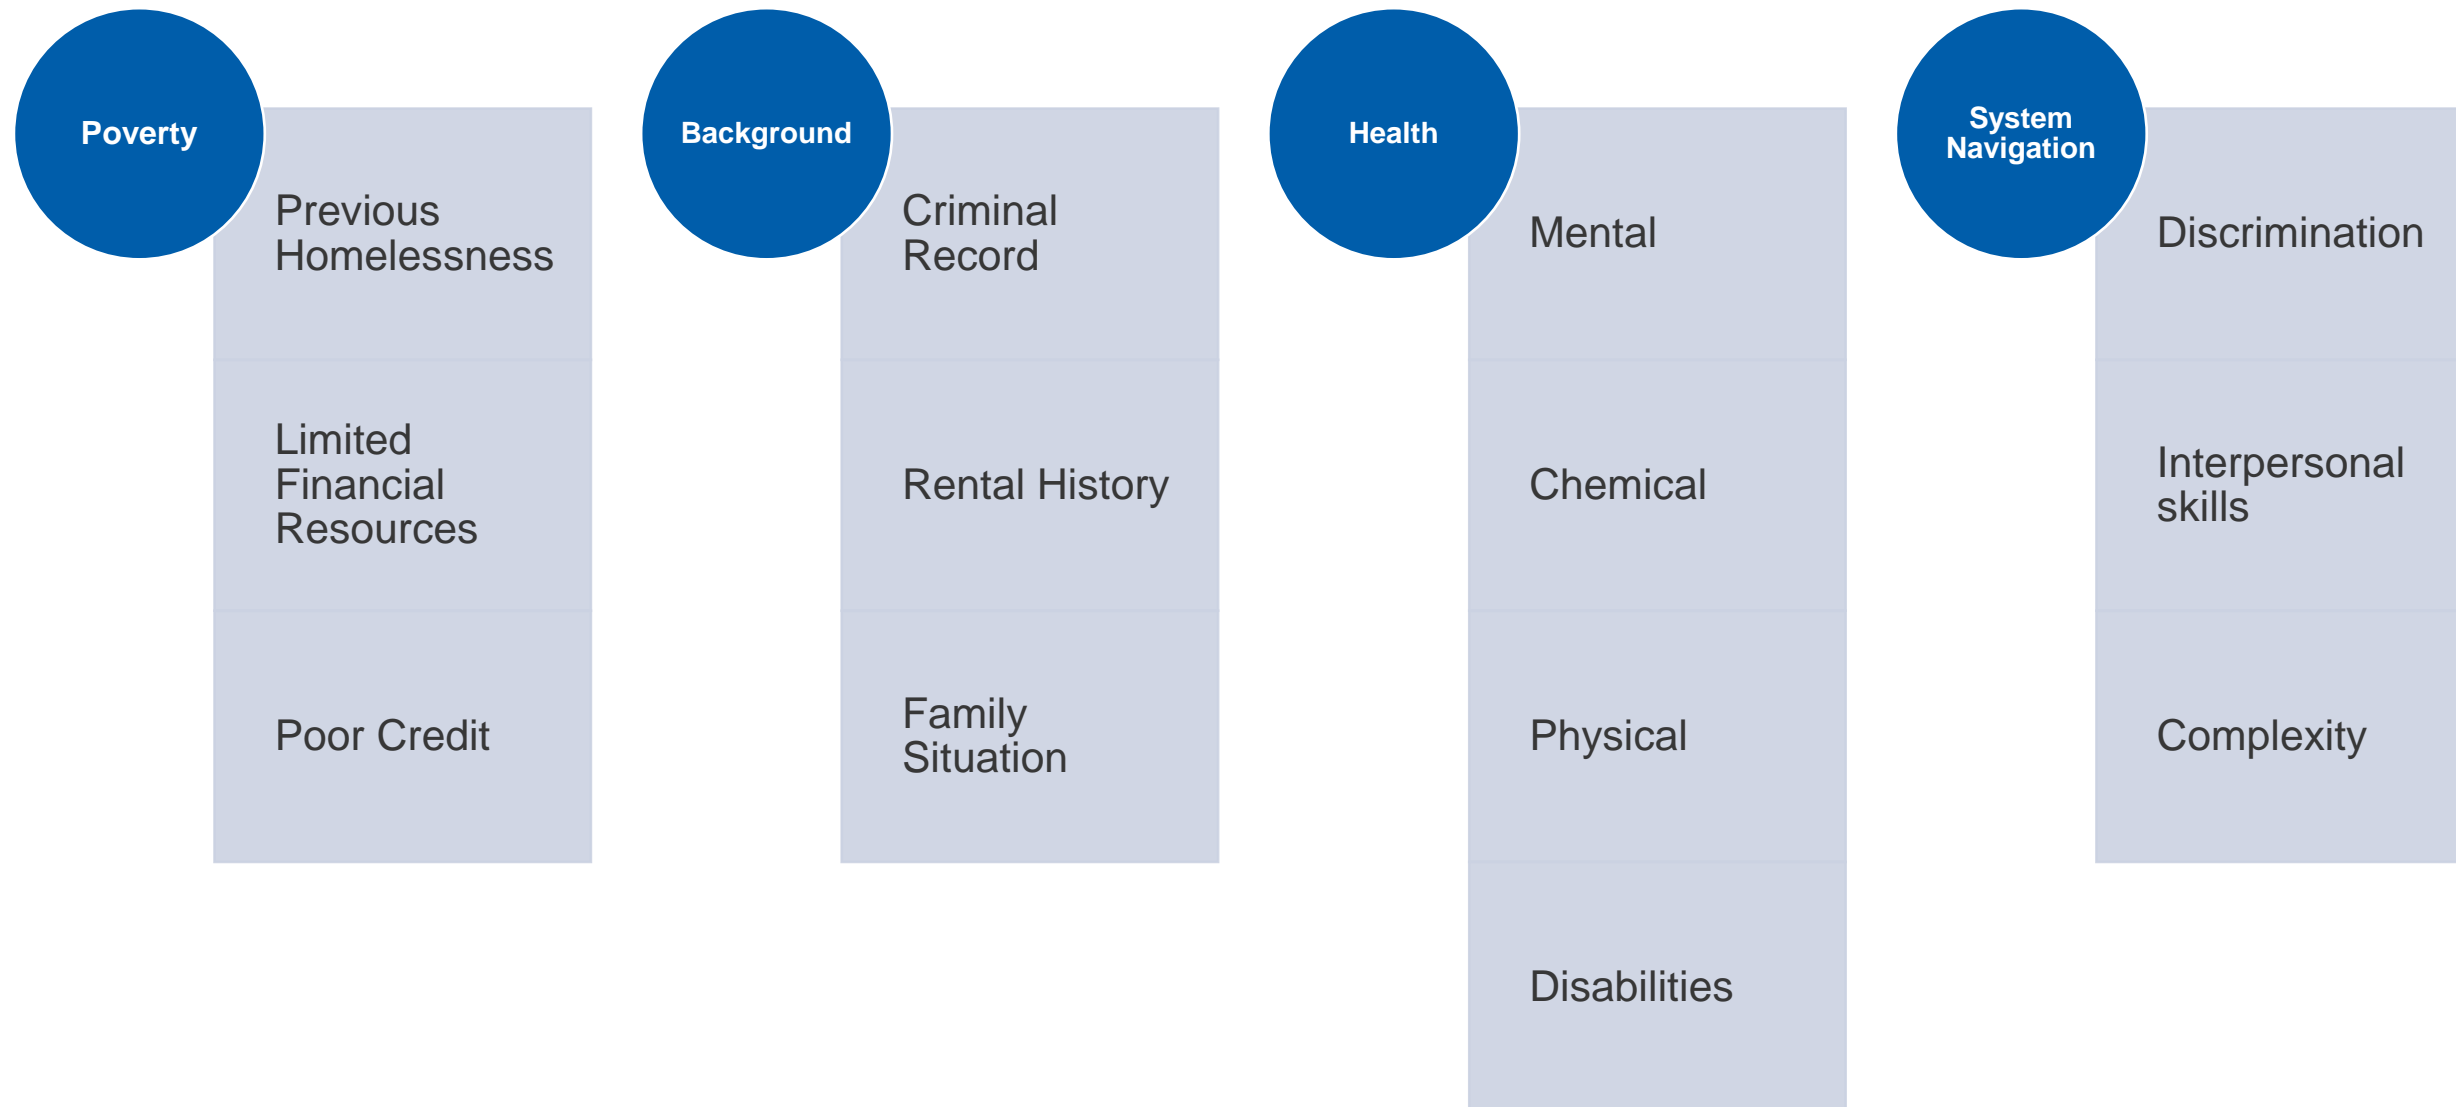 Poverty
Previous
Homelessness
Limited
Financial
Resources
Poor Credit
Background
Criminal
Record
Rental History
Family
Situation
Health
Mental
Chemical
Physical
Disabilities
System
Navigation
Discrimination
Interpersonal
skills
Complexity